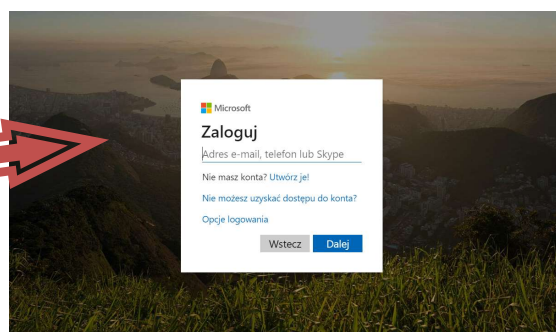 Microsoft
Zaloguj
Adres e-mail, telefon lub Skype
Nie masz konta? Utwórz je!
Nie możesz uzyskać dostępu do konta?
Opcje logowania
Wstecz Dalej